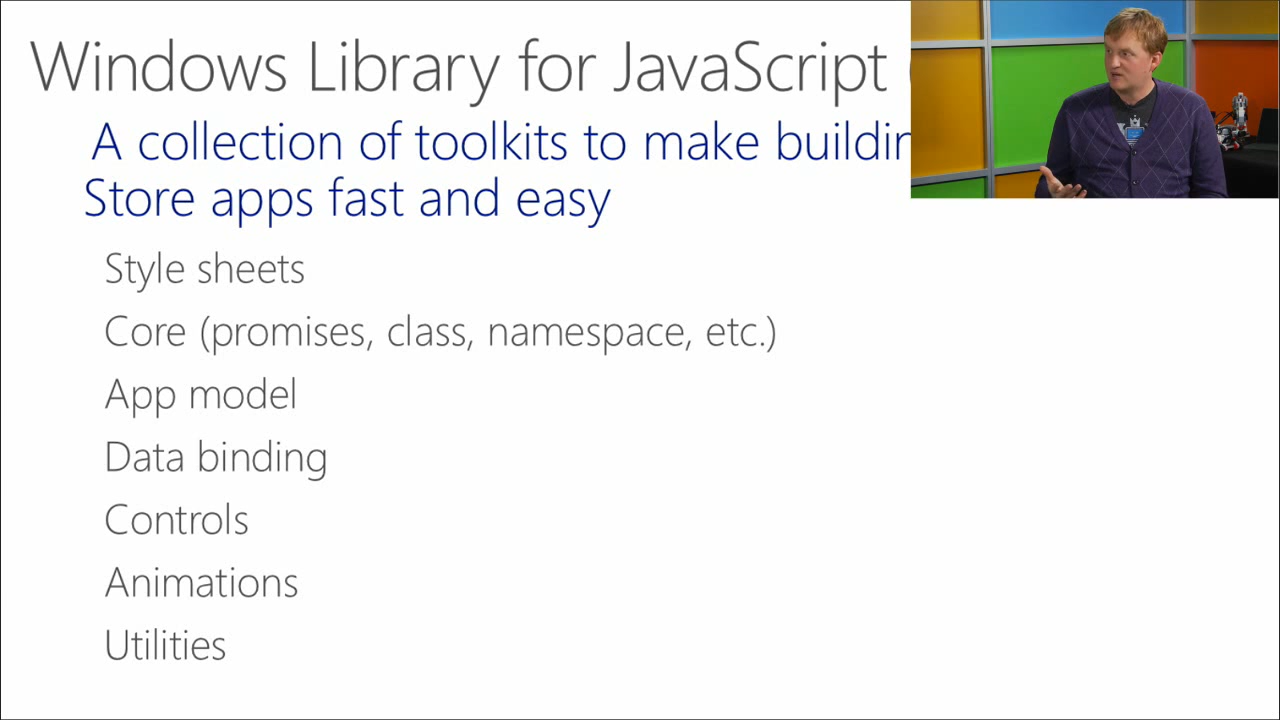 Windows Library for JavaScript
A collection of toolkits to make
Store apps fast and easy
Style sheets
Core (promises, class, namespace, etc.)
App model
Data binding
Controls
Animations
Utilities